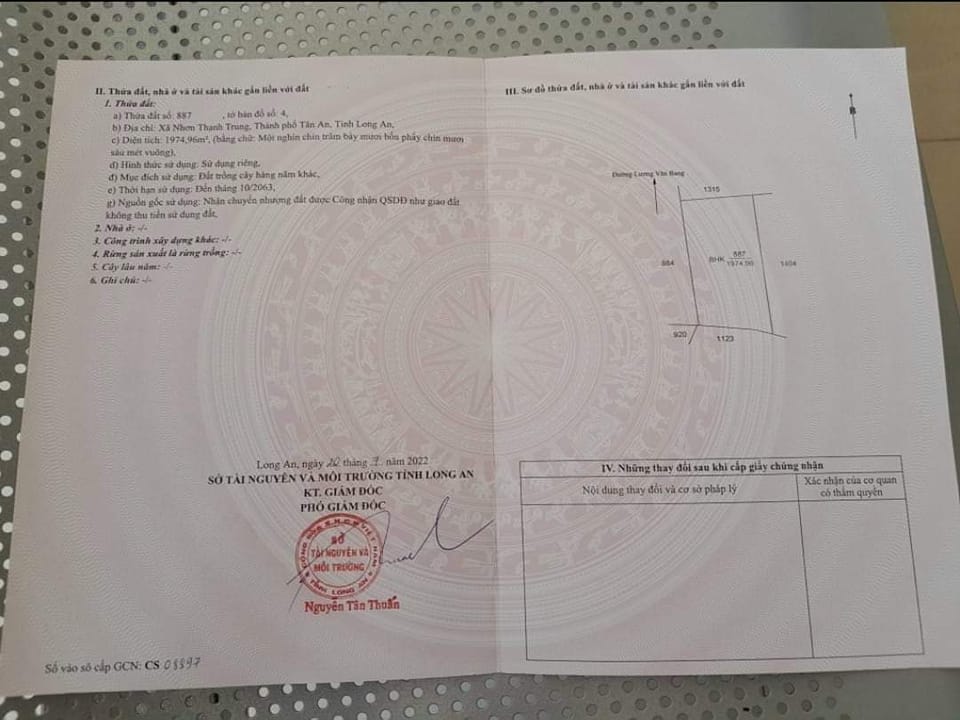 II. Thửa đất, nhà ở và tài sản khác gắn liền với đất
1. Thửa đất:
a) Thửa đất số: 887 , tờ bản đồ số: 4,
b) Địa chỉ: Xã Nhơn Thạnh Trung, Thành phố Tân An, Tỉnh Long An,
c) Diện tích: 1974,96m², (bằng chữ: Một nghìn chín trăm bảy mươi bốn phẩy chín mươi
sáu mét vuông),
d) Hình thức sử dụng: Sử dụng riêng,
đ) Mục đích sử dụng: Đất trồng cây hàng năm khác,
e) Thời hạn sử dụng: Đến tháng 10/2063,
g) Nguồn gốc sử dụng: Nhận chuyển nhượng đất được Công nhận QSDĐ như giao đất
không thu tiền sử dụng đất,
2. Nhà ở: -/-
3. Công trình xây dựng khác: -/-
4. Rừng sản xuất là rừng trồng: -/-
5. Cây lâu năm: -/-
6. Ghi chú: -/-
Long An, ngày tháng năm 2022
SỞ TÀI NGUYÊN VÀ MÔI TRƯỜNG TỈNH LONG AN
KT. GIÁM ĐỐC
PHÓ GIÁM ĐỐC
SỞ
TÀI NGUYÊN VÀ
MÔI TRƯỜNG
TỈNH LONG AN
Nguyễn Tân Thuấn
Số vào sổ cấp GCN: CS
III. Sơ đồ thửa đất, nhà ở và tài sản khác gắn liền với đất
B
Đường Lương Văn Bang
1315
884
BHK 887
1974.96
1404
920
1123
IV. Những thay đổi sau khi cấp giấy chứng nhận
Nội dung thay đổi và cơ sở pháp lý
Xác nhận của cơ quan
có thẩm quyền